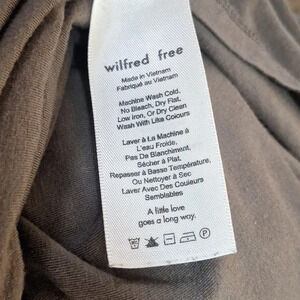 wilfred free
Made in Vietnam
Fabriqué au Vietnam
Machine Wash Cold,
No Bleach, Dry Flat,
Low iron, Or Dry Clean
Wash With Like Colours
Laver à La Machine à
L'eau Froide,
Pas De Blanchiment,
Sécher à Plat.
Repasser à Basse Température,
Ou Nettoyer à Sec
Laver Avec Des Couleurs
Semblables
A little love
goes a long way.
P